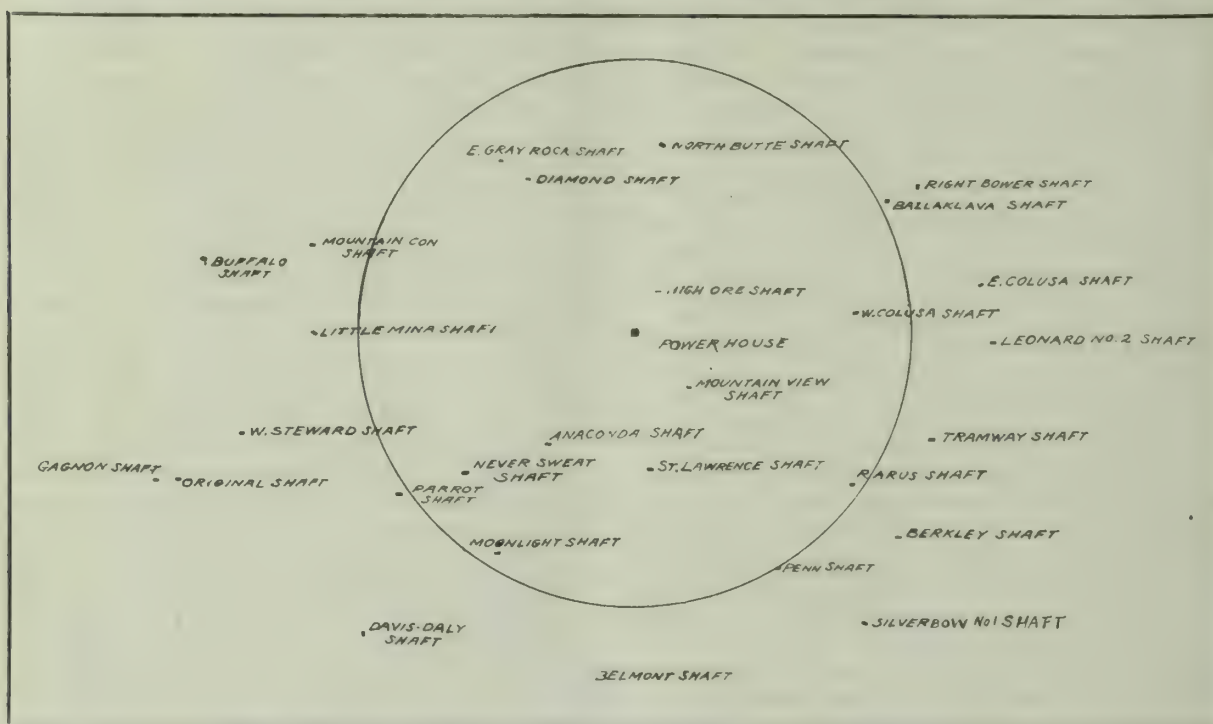 NORTH BUTTE SHAFT
E. GRAY ROCK SHAFT
DIAMOND SHAFT
RIGHT BOWER SHAFT
BALLAKLAVA SHAFT
MOUNTAIN CON
SHAFT
BUFFALO
SHAFT
HIGH ORE SHAFT
E. COLUSA SHAFT
W. COLUSA SHAFT
LITTLE MINA SHAFT
POWER HOUSE
LEONARD NO. 2 SHAFT
MOUNTAIN VIEW
SHAFT
W. STEWARD SHAFT
ANACONDA SHAFT
TRAMWAY SHAFT
GAGNON SHAFT
ORIGINAL SHAFT
NEVER SWEAT
SHAFT
ST. LAWRENCE SHAFT
RARUS SHAFT
PARROT
SHAFT
MOONLIGHT SHAFT
BERKLEY SHAFT
PENN SHAFT
DAVIS-DALY
SHAFT
SILVERBOW No 1 SHAFT
BELMONT SHAFT